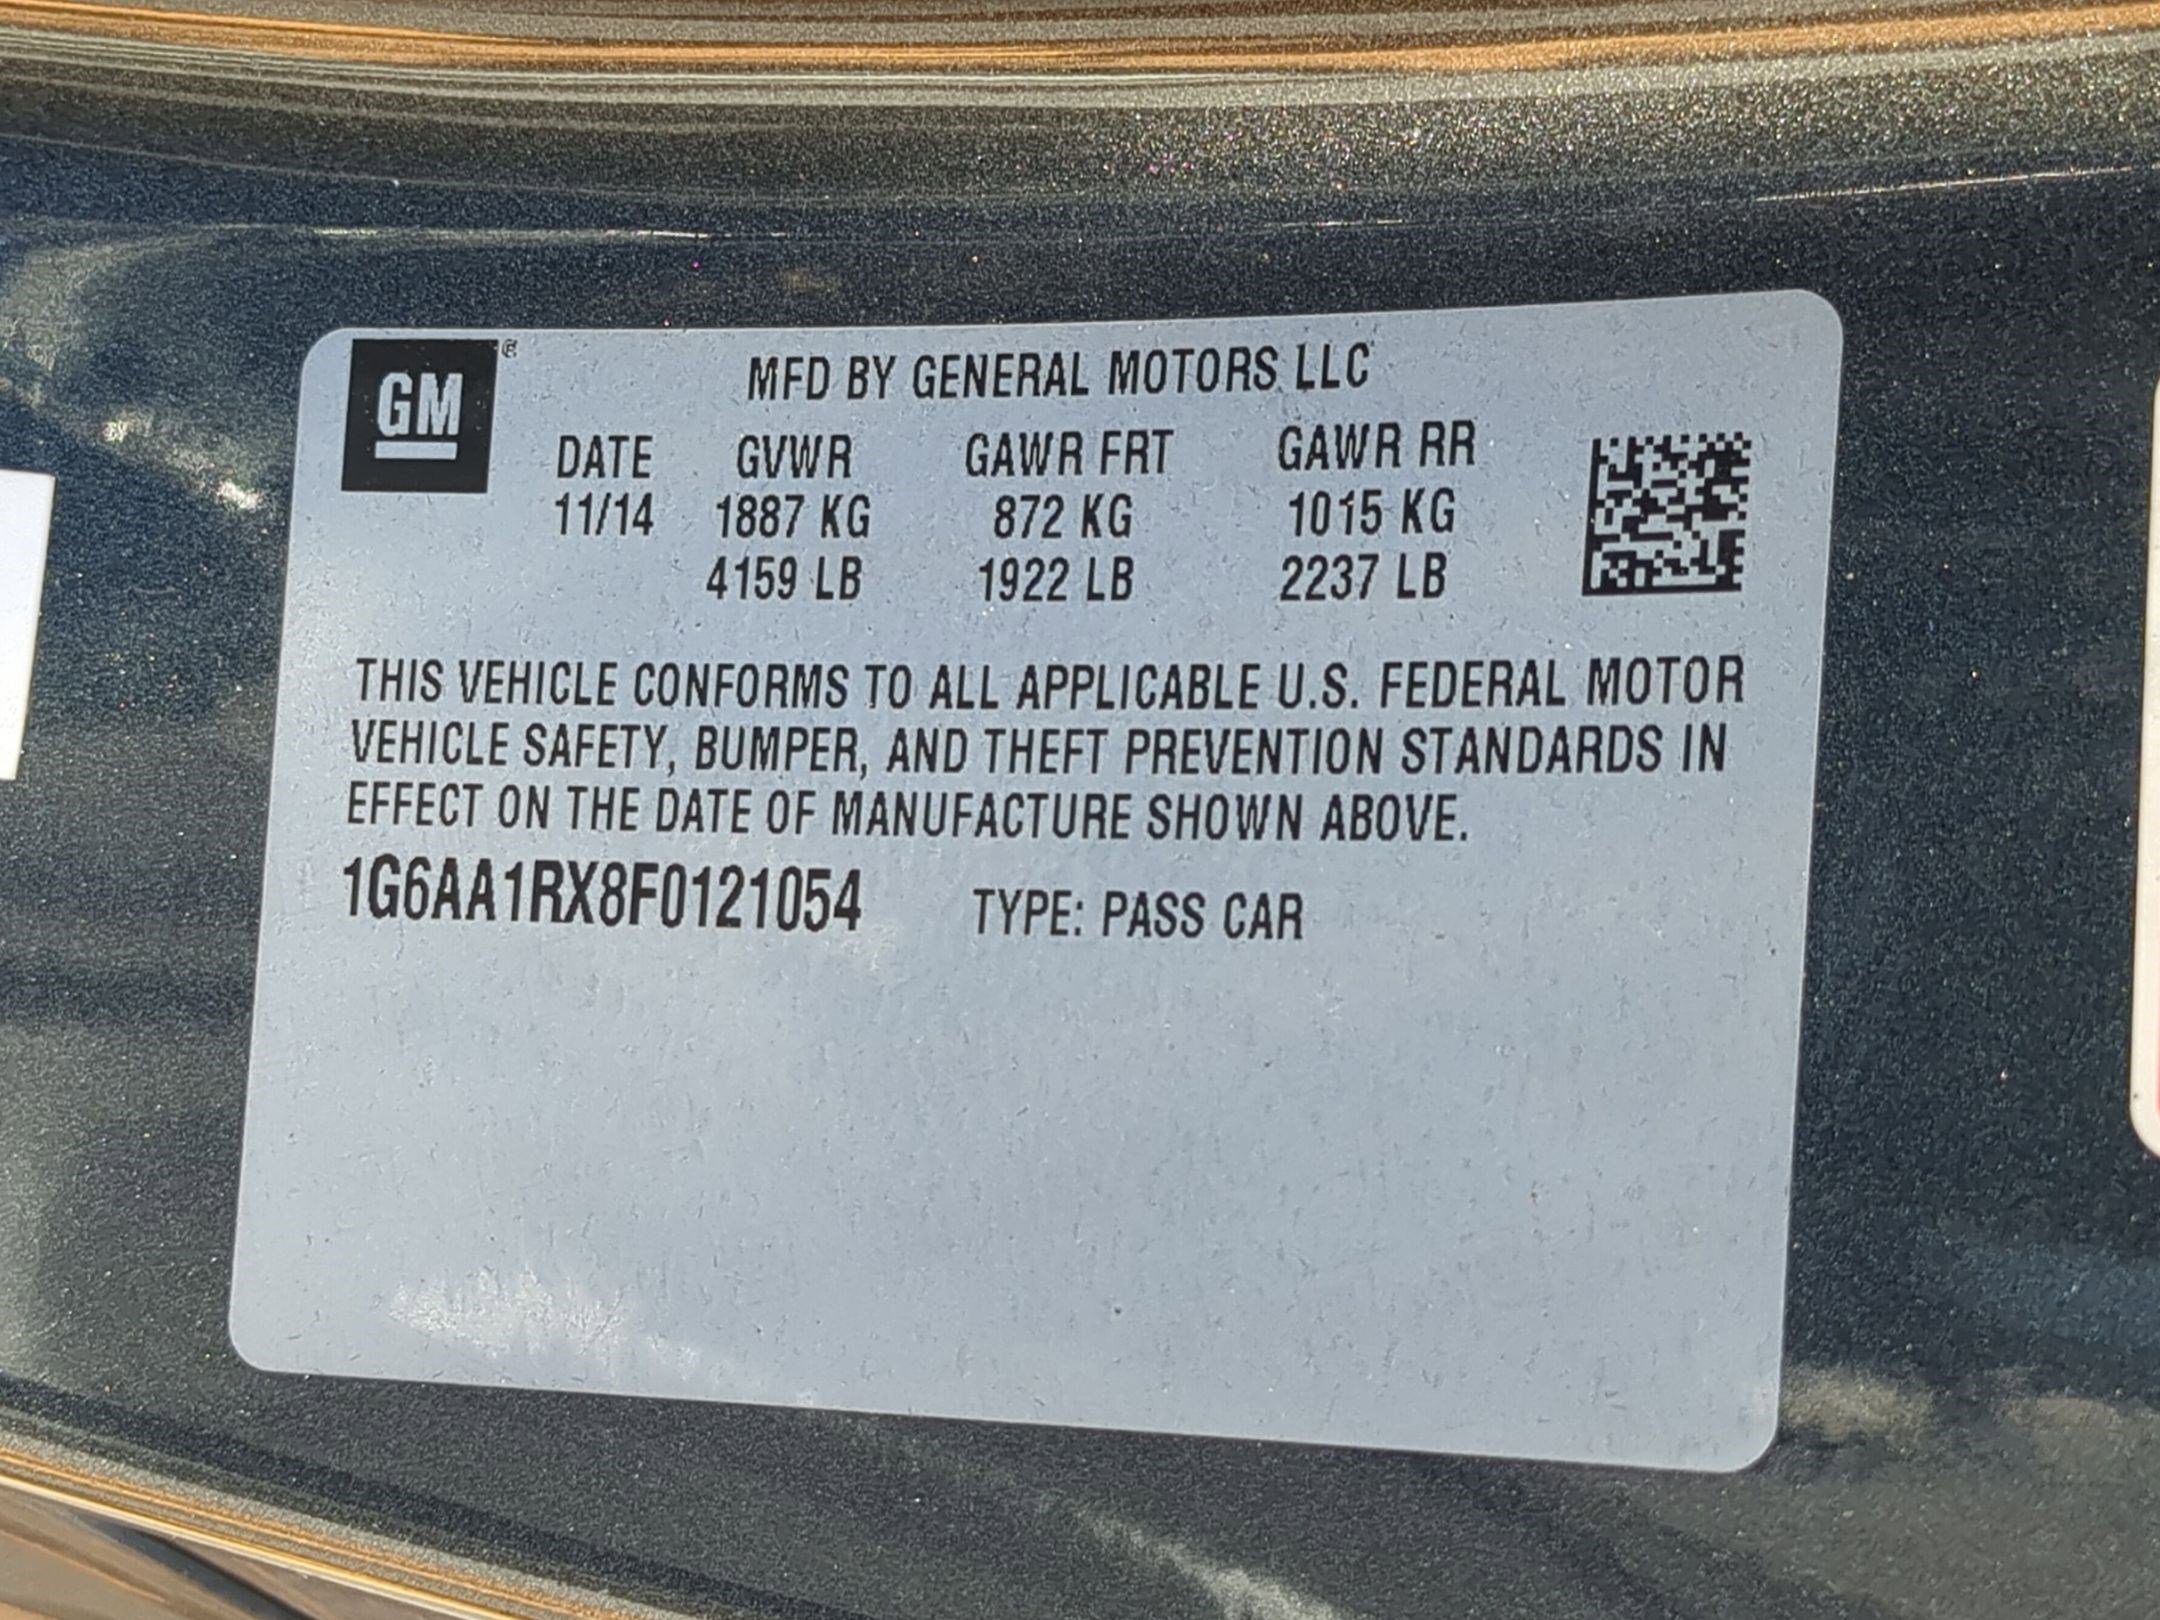 GM ®
MFD BY GENERAL MOTORS LLC
DATE GVWR GAWR FRT GAWR RR
11/14 1887 KG 872 KG 1015 KG
4159 LB 1922 LB 2237 LB
THIS VEHICLE CONFORMS TO ALL APPLICABLE U.S. FEDERAL MOTOR
VEHICLE SAFETY, BUMPER, AND THEFT PREVENTION STANDARDS IN
EFFECT ON THE DATE OF MANUFACTURE SHOWN ABOVE.
1G6AA1RX8F0121054 TYPE: PASS CAR